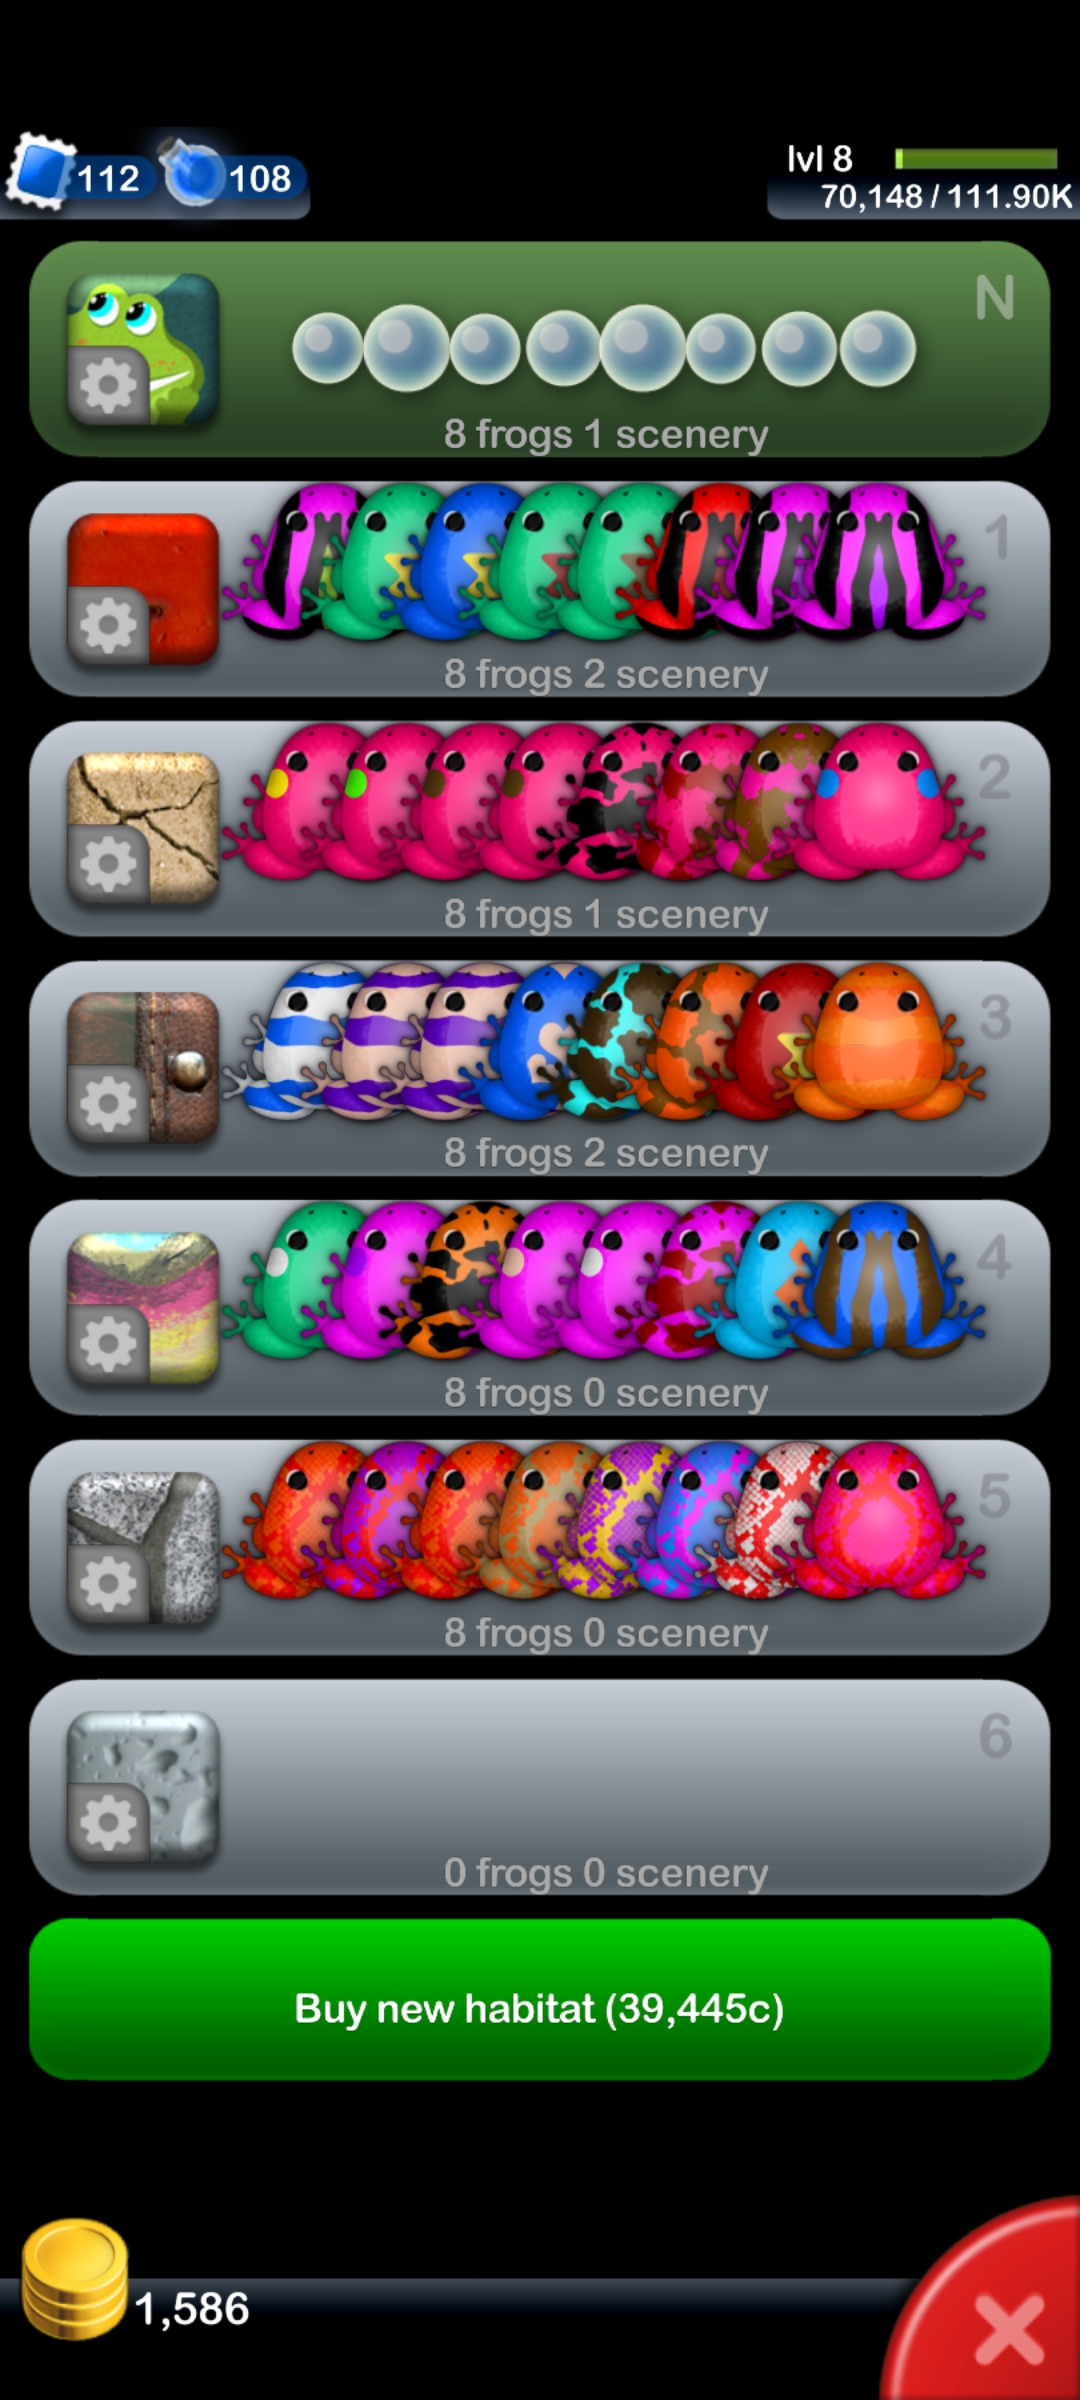 112
108
lvl 8
70,148 / 111.90K
N
8 frogs 1 scenery
1
8 frogs 2 scenery
2
8 frogs 1 scenery
3
8 frogs 2 scenery
4
8 frogs 0 scenery
5
8 frogs 0 scenery
6
0 frogs 0 scenery
Buy new habitat (39,445c)
1,586